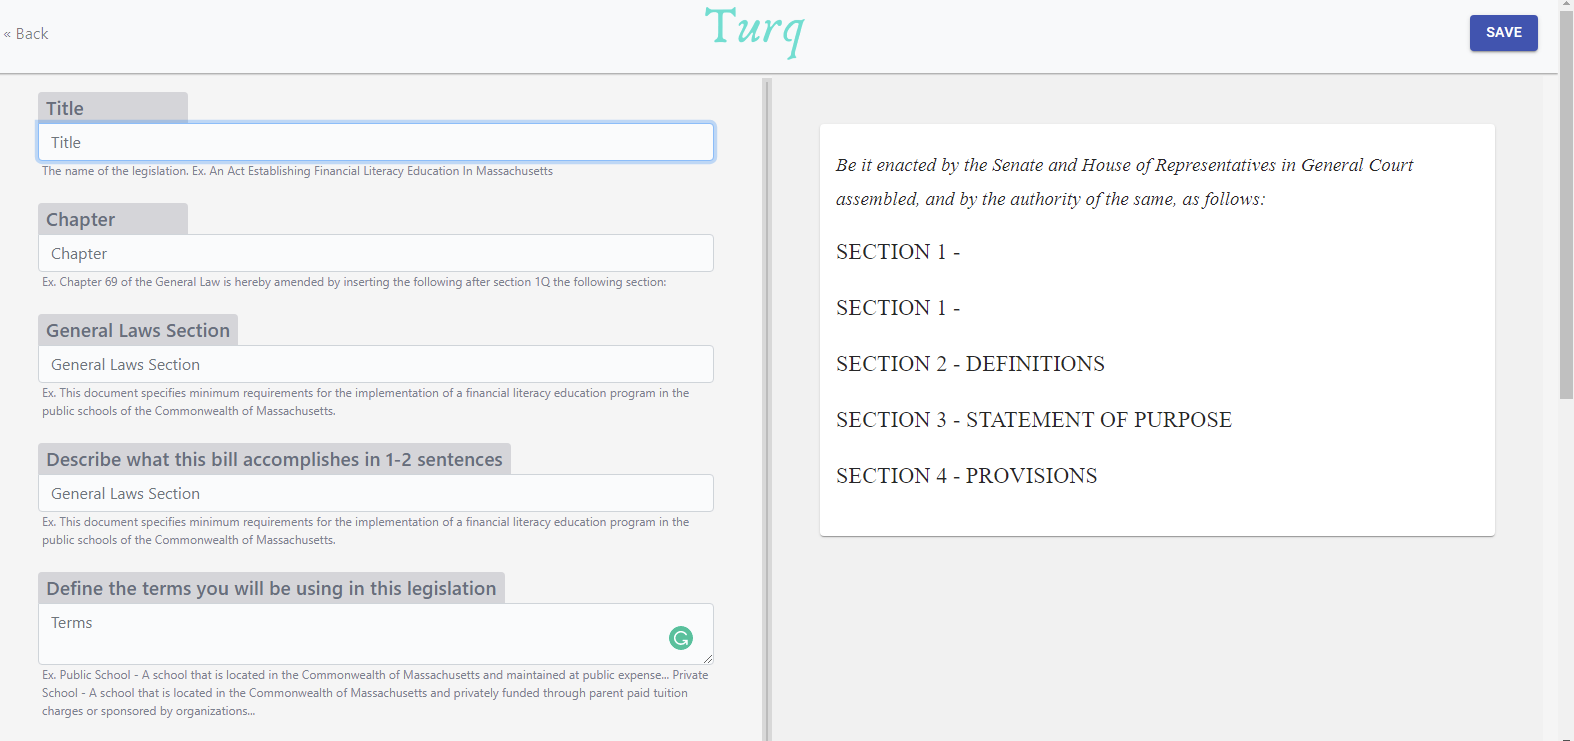 « Back
Turq
SAVE
Title
Title
The name of the legislation. Ex. An Act Establishing Financial Literacy Education In Massachusetts
Chapter
Chapter
Ex. Chapter 69 of the General Law is hereby amended by inserting the following after section 1Q the following section:
General Laws Section
General Laws Section
Ex. This document specifies minimum requirements for the implementation of a financial literacy education program in the
public schools of the Commonwealth of Massachusetts.
Describe what this bill accomplishes in 1-2 sentences
General Laws Section
Ex. This document specifies minimum requirements for the implementation of a financial literacy education program in the
public schools of the Commonwealth of Massachusetts.
Define the terms you will be using in this legislation
Terms
Ex. Public School - A school that is located in the Commonwealth of Massachusetts and maintained at public expense... Private
School - A school that is located in the Commonwealth of Massachusetts and privately funded through parent paid tuition
charges or sponsored by organizations...
Be it enacted by the Senate and House of Representatives in General Court
assembled, and by the authority of the same, as follows:
SECTION 1 -
SECTION 1 -
SECTION 2 - DEFINITIONS
SECTION 3 - STATEMENT OF PURPOSE
SECTION 4 - PROVISIONS